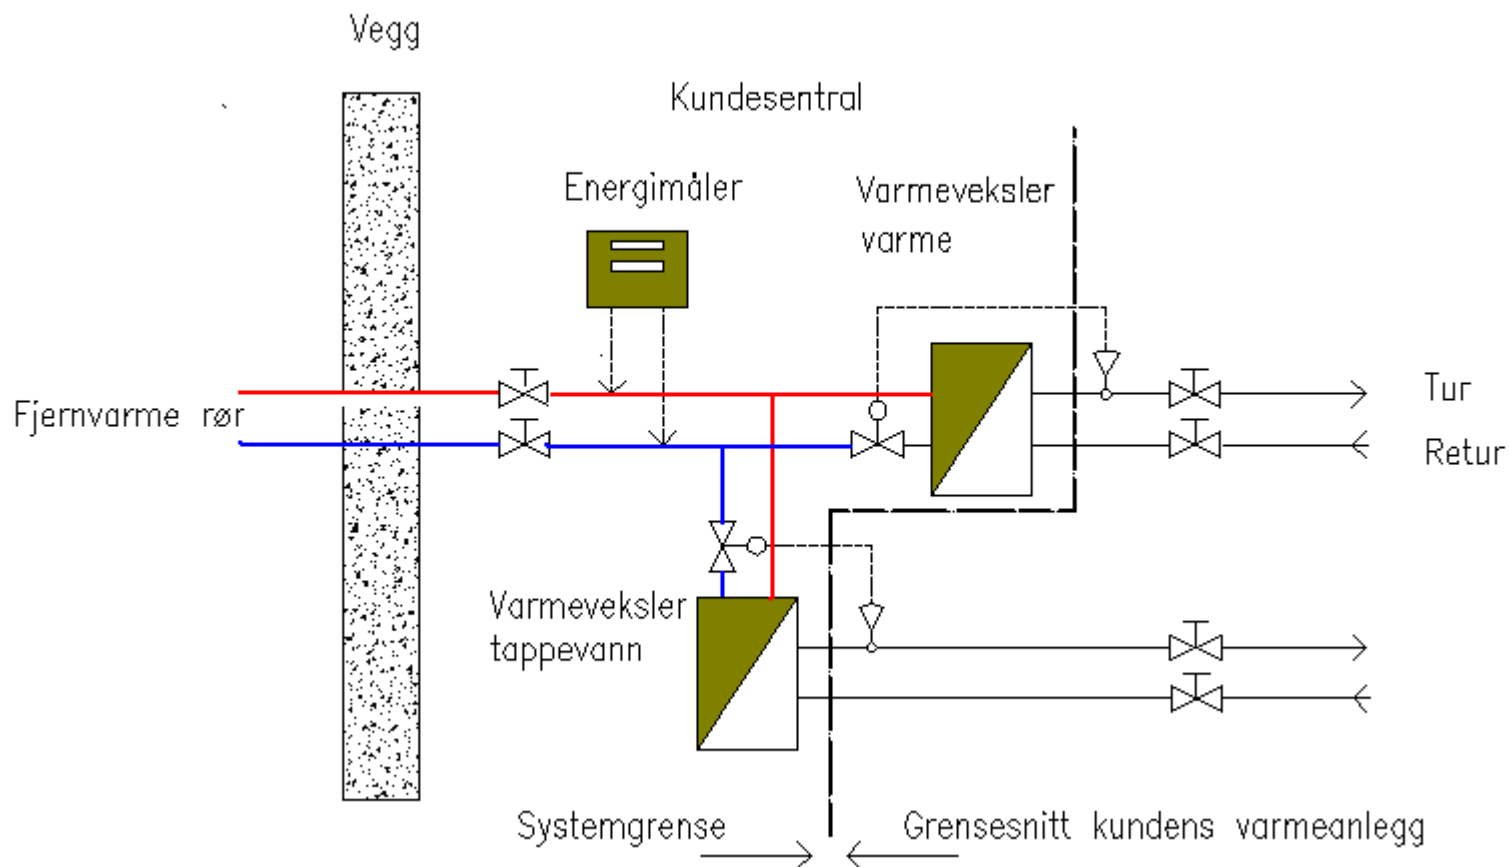 Vegg
Kundesentral
Energimåler
Varmeveksler
varme
Fjernvarme rør
Tur
Retur
Varmeveksler
tappevann
Systemgrense
Grensesnitt kundens varmeanlegg